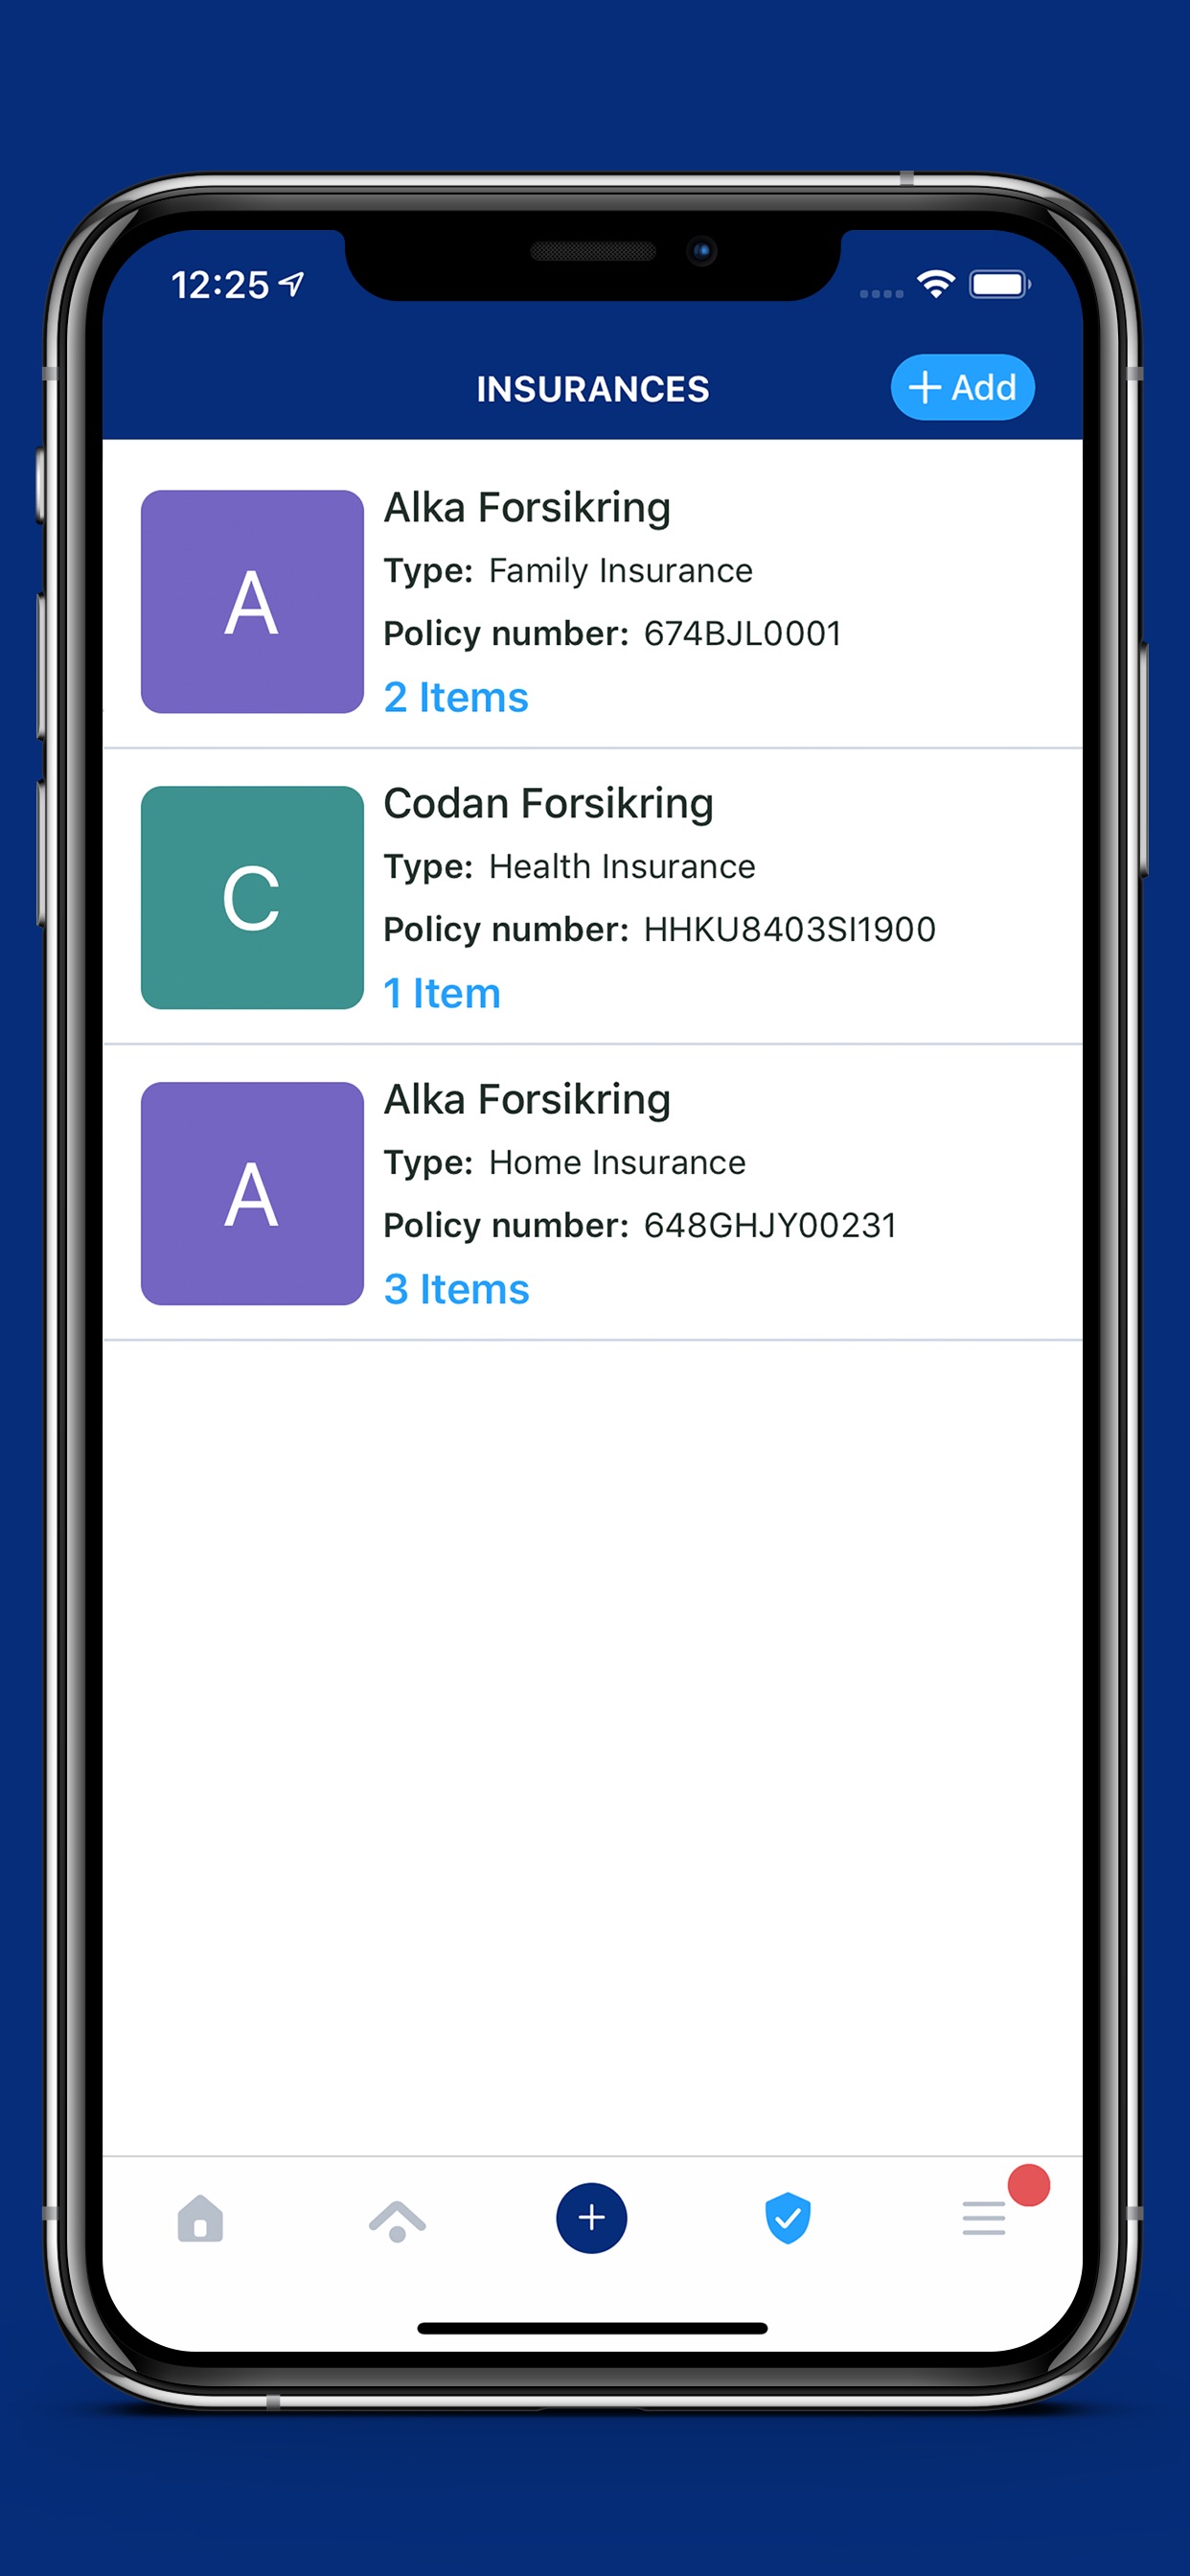 12:25
INSURANCES
+ Add
A
Alka Forsikring
Type: Family Insurance
Policy number: 674BJL0001
2 Items
C
Codan Forsikring
Type: Health Insurance
Policy number: HHKU8403SI1900
1 Item
A
Alka Forsikring
Type: Home Insurance
Policy number: 648GHJY00231
3 Items